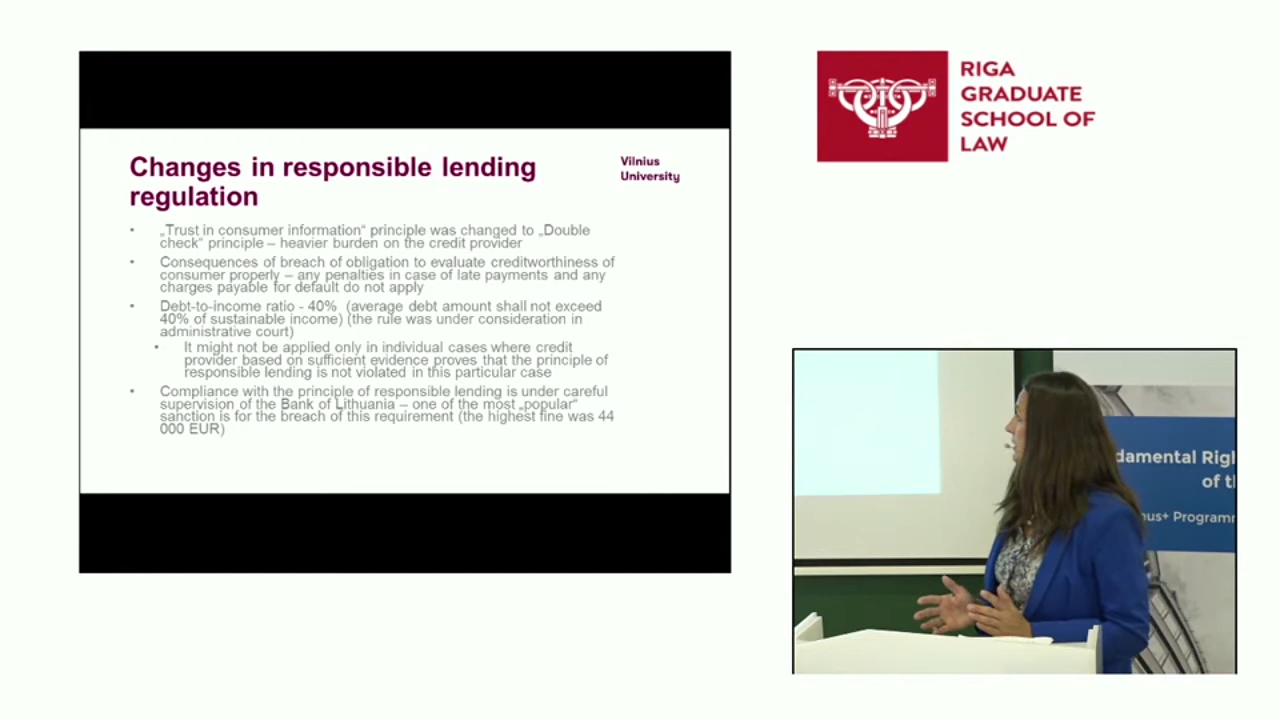 Changes in responsible lending
regulation
Vilnius
University
• „Trust in consumer information“ principle was changed to „Double
check“ principle – heavier burden on the credit provider
• Consequences of breach of obligation to evaluate creditworthiness of
consumer properly – any penalties in case of late payments and any
charges payable for default do not apply
• Debt-to-income ratio - 40% (average debt amount shall not exceed
40% of sustainable income) (the rule was under consideration in
administrative court)
• It might not be applied only in individual cases where credit
provider based on sufficient evidence proves that the principle of
responsible lending is not violated in this particular case
• Compliance with the principle of responsible lending is under careful
supervision of the Bank of Lithuania – one of the most „popular“
sanction is for the breach of this requirement (the highest fine was 44
000 EUR)
RIGA
GRADUATE
SCHOOL OF
LAW
damental Righ
of th
nus+ Programm